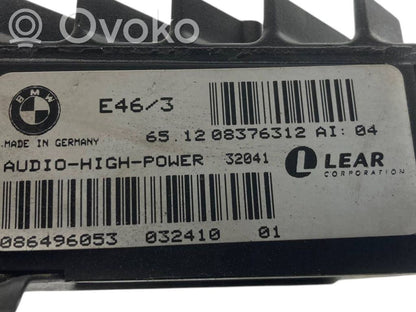 Ovoko
BMW
E46/3
MADE IN GERMANY
65.12 08376312 AI: 04
AUDIO-HIGH-POWER 32041
L LEAR
CORPORATION
086496053 032410 01